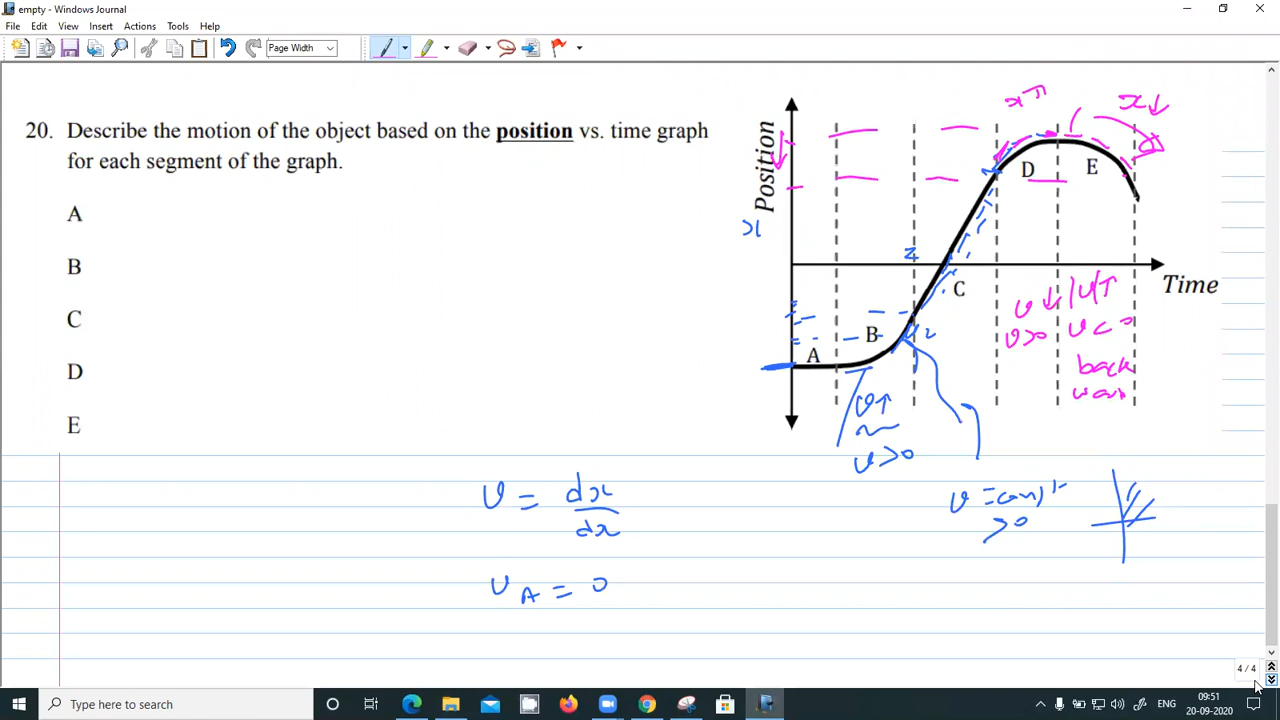 empty - Windows Journal
File Edit View Insert Actions Tools Help
Page Width
20. Describe the motion of the object based on the position vs. time graph
for each segment of the graph.
A
B
C
D
E
Position
x
x↑
x↓
D
E
C
B
A
Time
v↓ / v↑
v>0 v<0
back
v↑
v>0
v = const
>0
v = dx
dx
v A = 0
4 / 4
Type here to search
ENG
09:51
20-09-2020